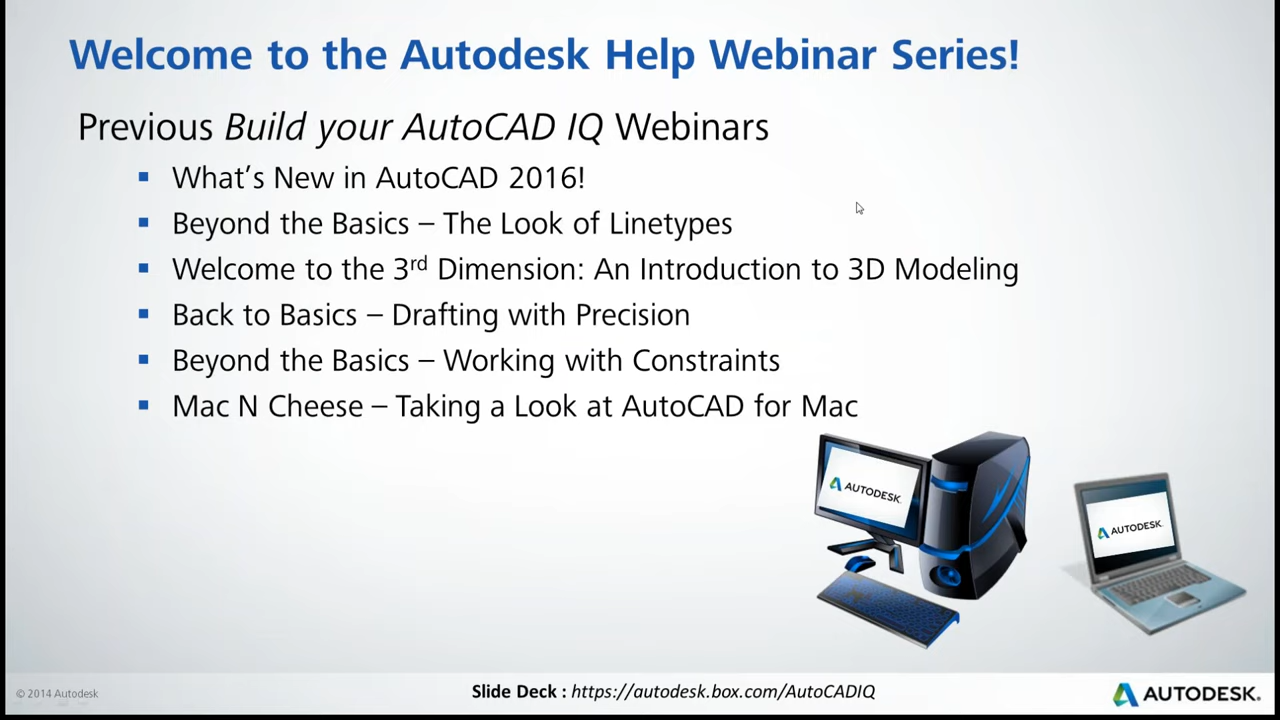 Welcome to the Autodesk Help Webinar Series!
Previous Build your AutoCAD IQ Webinars
▪ What's New in AutoCAD 2016!
▪ Beyond the Basics – The Look of Linetypes
▪ Welcome to the 3rd Dimension: An Introduction to 3D Modeling
▪ Back to Basics – Drafting with Precision
▪ Beyond the Basics – Working with Constraints
▪ Mac N Cheese – Taking a Look at AutoCAD for Mac
AUTODESK.
AUTODESK.
© 2014 Autodesk
Slide Deck : https://autodesk.box.com/AutoCADIQ
AUTODESK.